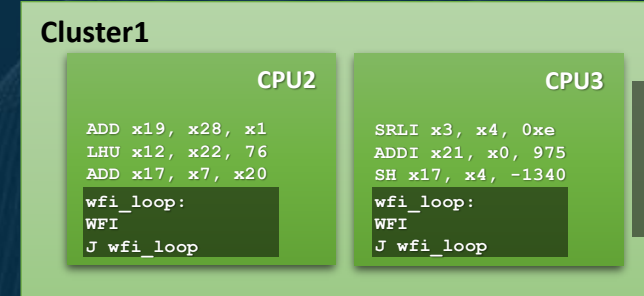 Cluster1
CPU2
ADD x19, x28, x1
LHU x12, x22, 76
ADD x17, x7, x20
wfi_loop:
WFI
J wfi_loop
CPU3
SRLI x3, x4, 0xe
ADDI x21, x0, 975
SH x17, x4, -1340
wfi_loop:
WFI
J wfi_loop